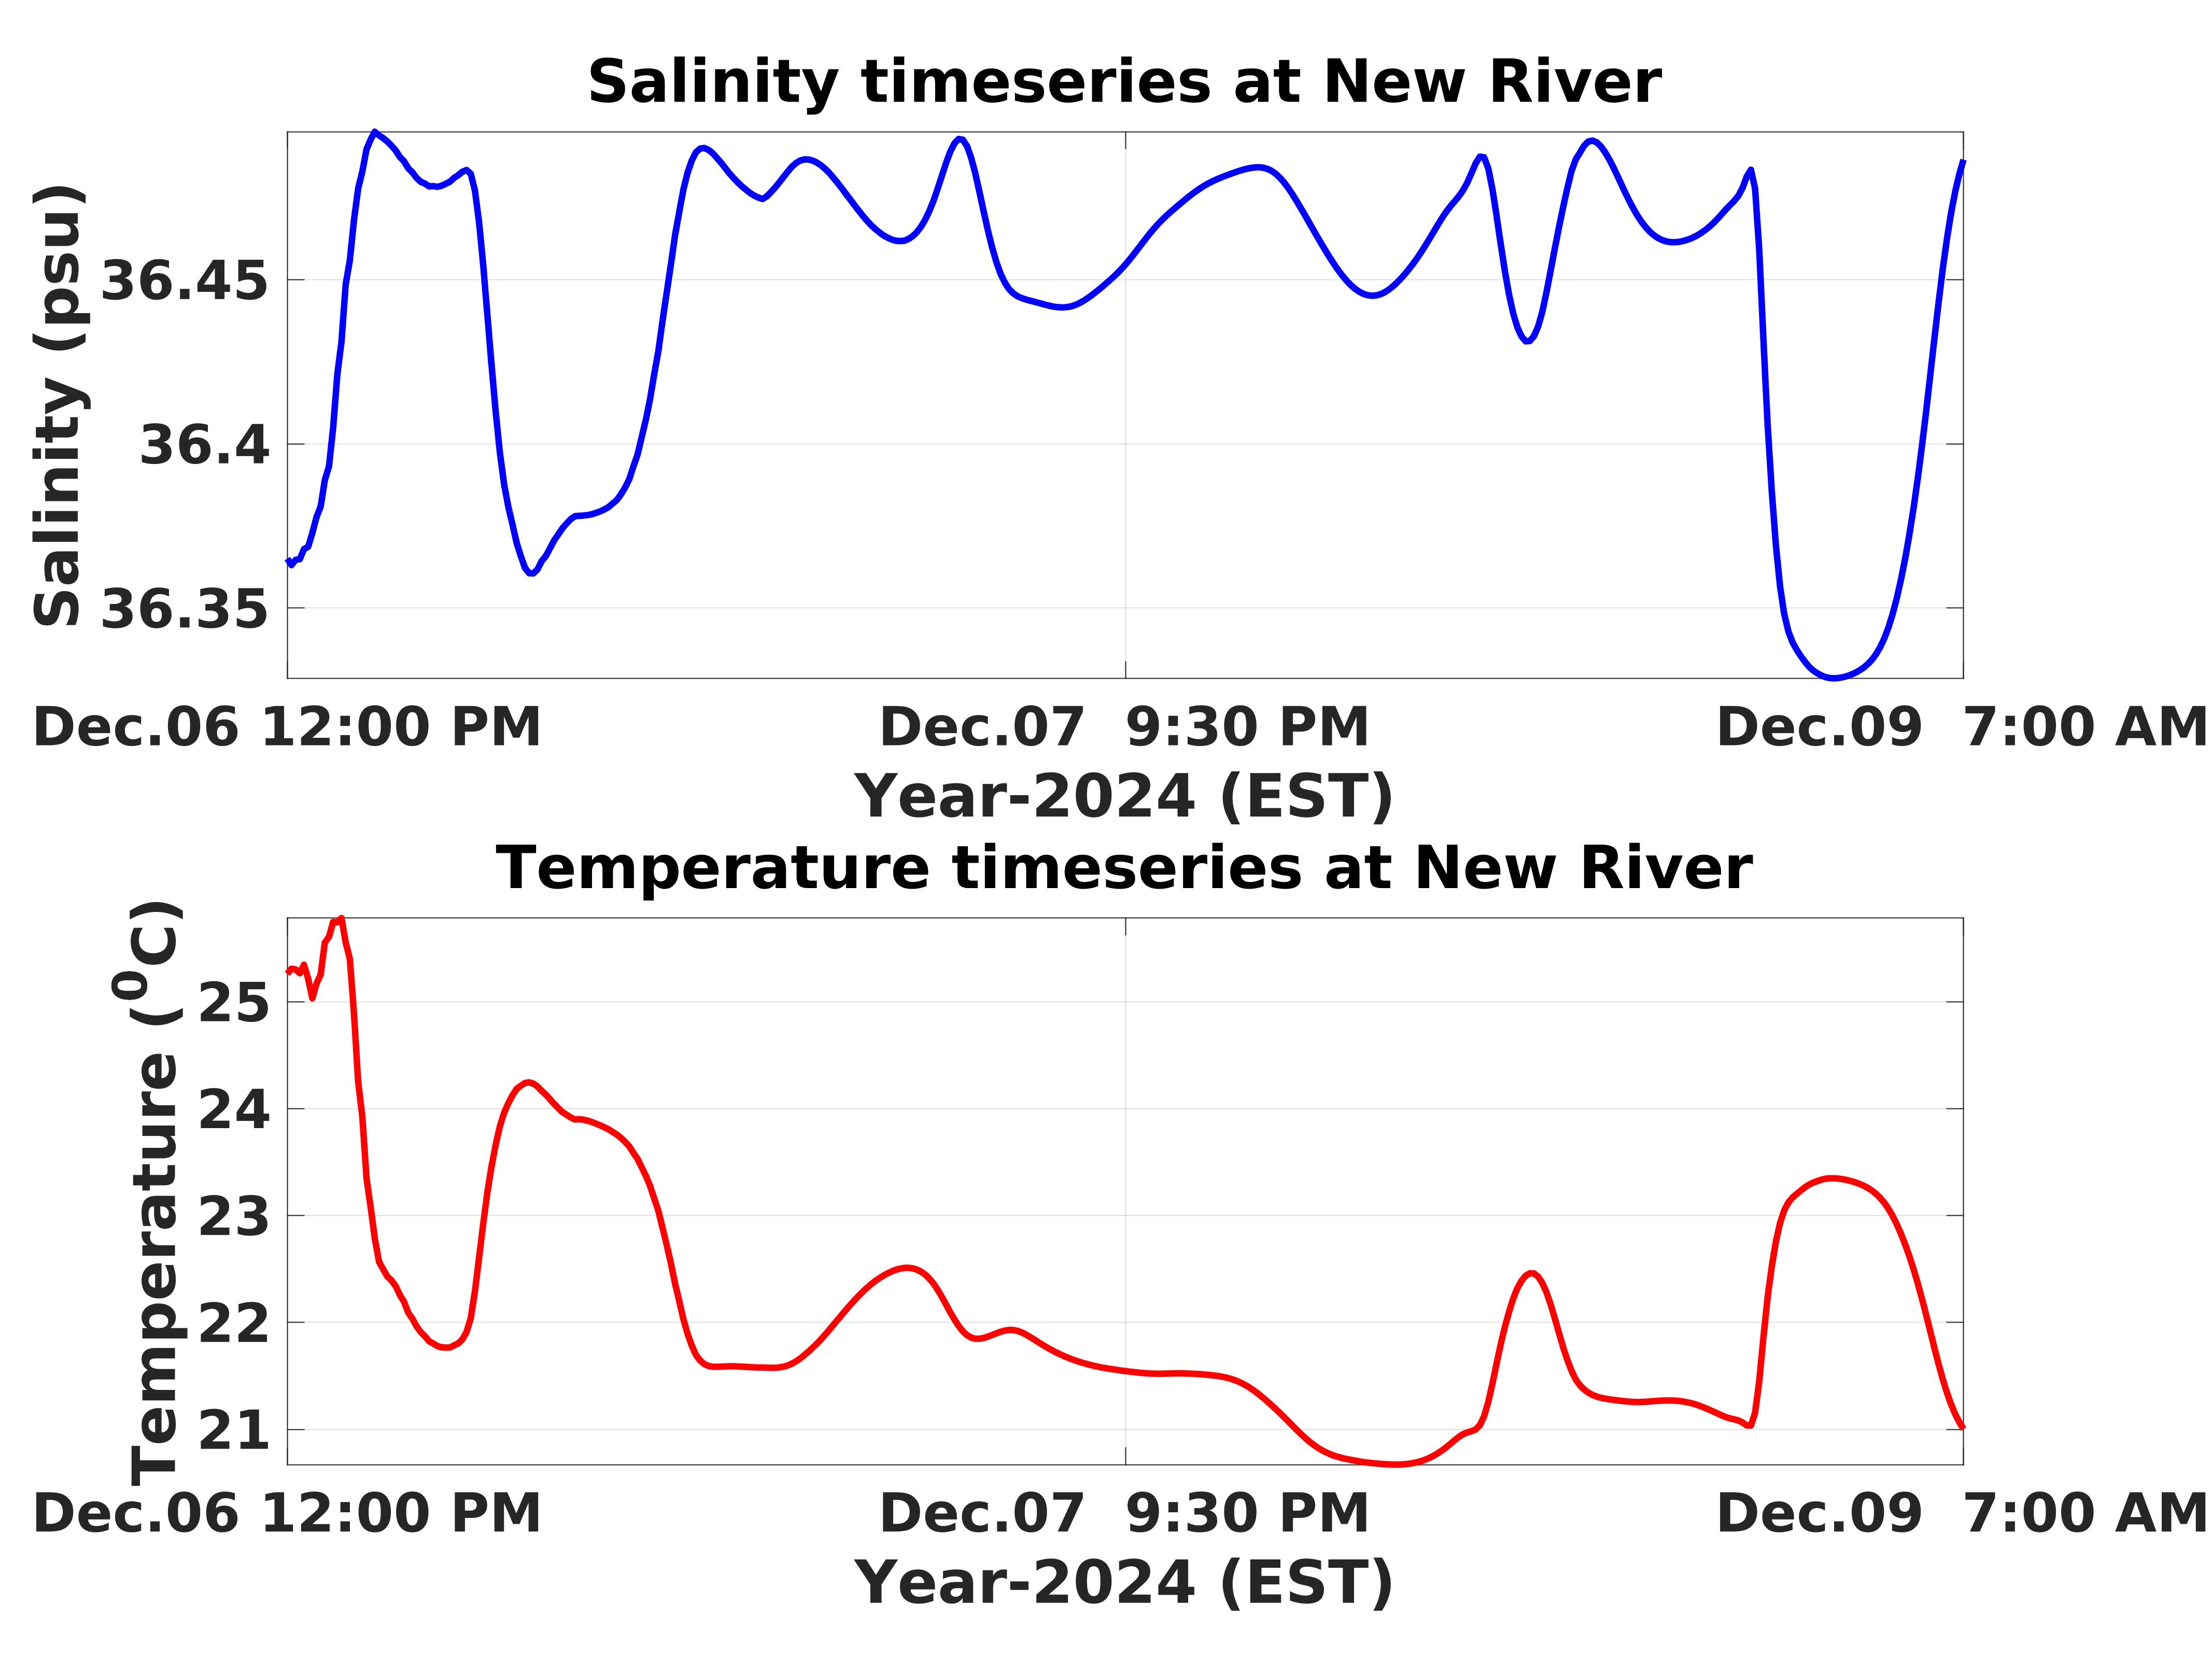 Salinity timeseries at New River
Salinity (psu)
36.45
36.4
36.35
Dec.06 12:00 PM Dec.07  9:30 PM Dec.09  7:00 AM
Year-2024 (EST)
Temperature timeseries at New River
Temperature (⁰C)
25
24
23
22
21
Dec.06 12:00 PM Dec.07  9:30 PM Dec.09  7:00 AM
Year-2024 (EST)